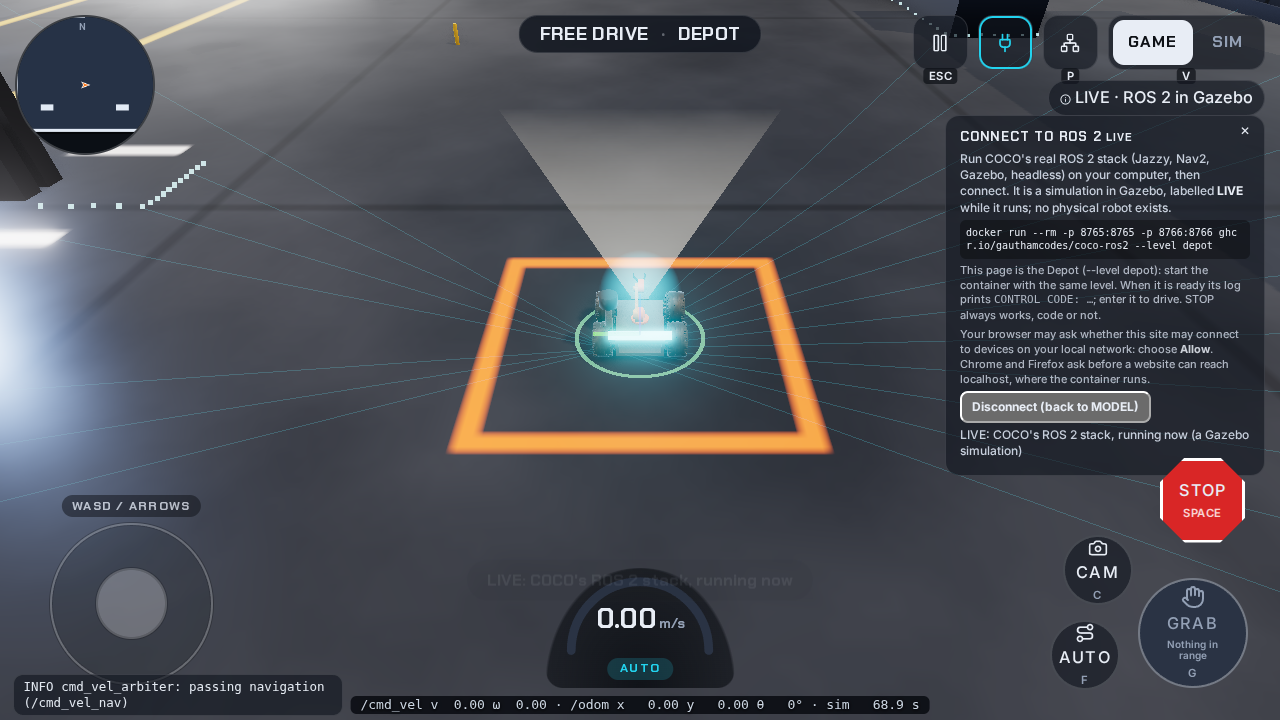 N
FREE DRIVE · DEPOT
ESC
P
GAME
SIM
V
LIVE · ROS 2 in Gazebo
CONNECT TO ROS 2 LIVE
×
Run COCO's real ROS 2 stack (Jazzy, Nav2,
Gazebo, headless) on your computer, then
connect. It is a simulation in Gazebo, labelled LIVE
while it runs; no physical robot exists.
docker run --rm -p 8765:8765 -p 8766:8766 ghc
r.io/gauthamcodes/coco-ros2 --level depot
This page is the Depot (--level depot): start the
container with the same level. When it is ready its log
prints CONTROL CODE: …; enter it to drive. STOP
always works, code or not.
Your browser may ask whether this site may connect
to devices on your local network: choose Allow.
Chrome and Firefox ask before a website can reach
localhost, where the container runs.
Disconnect (back to MODEL)
LIVE: COCO's ROS 2 stack, running now (a Gazebo
simulation)
STOP
SPACE
WASD / ARROWS
LIVE: COCO's ROS 2 stack, running now
0.00 m/s
AUTO
CAM
C
AUTO
F
GRAB
Nothing in
range
G
INFO cmd_vel_arbiter: passing navigation
(/cmd_vel_nav)
/cmd_vel v 0.00 ω 0.00 · /odom x 0.00 y 0.00 θ 0° · sim 68.9 s